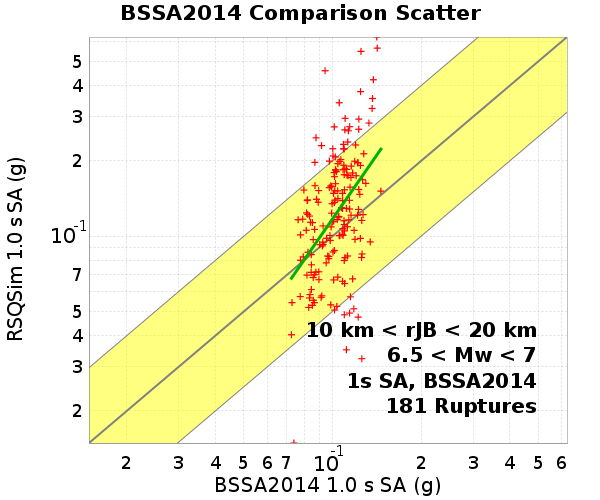 BSSA2014 Comparison Scatter
RSQSim 1.0 s SA (g)
5
4
3
2
10^-1
7
5
4
3
2
10 km < rJB < 20 km
6.5 < Mw < 7
1s SA, BSSA2014
181 Ruptures
2 3 4 5 6 7 10^-1 2 3 4 5 6
BSSA2014 1.0 s SA (g)